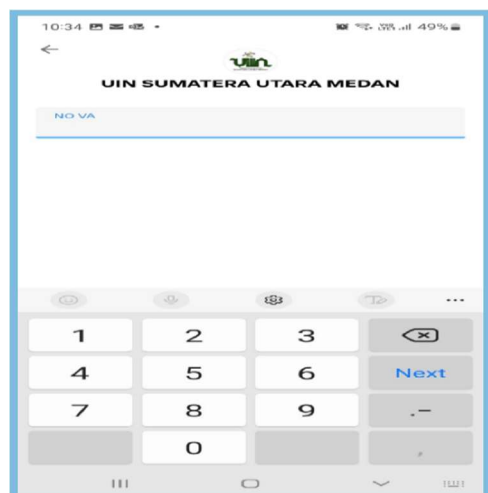 10:34
49%
UIN
UIN SUMATERA UTARA MEDAN
NO VA
1 2 3
4 5 6 Next
7 8 9 .-
0 ,